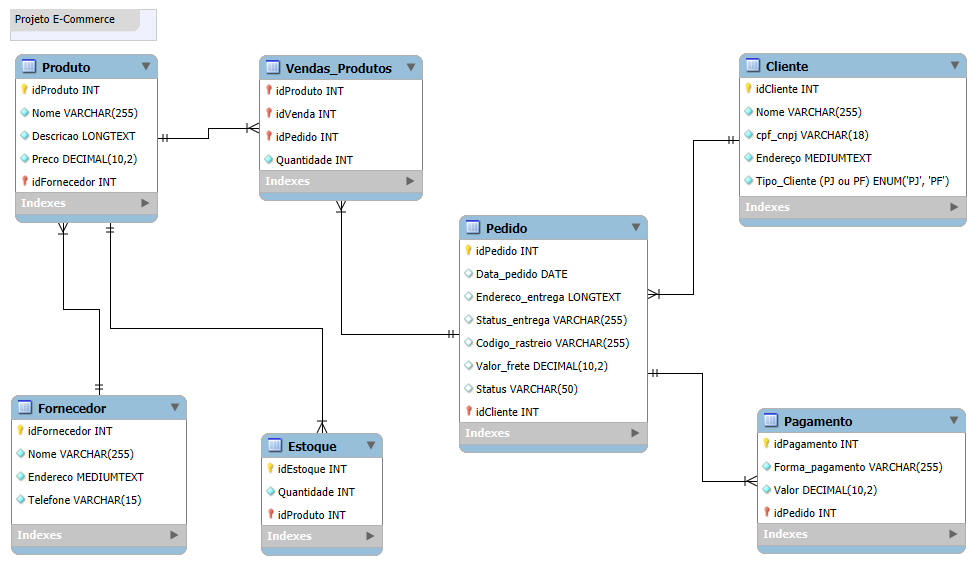 Projeto E-Commerce
Produto
idProduto INT
Nome VARCHAR(255)
Descricao LONGTEXT
Preco DECIMAL(10,2)
idFornecedor INT
Indexes
Vendas_Produtos
idProduto INT
idVenda INT
idPedido INT
Quantidade INT
Indexes
Cliente
idCliente INT
Nome VARCHAR(255)
cpf_cnpj VARCHAR(18)
Endereço MEDIUMTEXT
Tipo_Cliente (PJ ou PF) ENUM('PJ', 'PF')
Indexes
Pedido
idPedido INT
Data_pedido DATE
Endereco_entrega LONGTEXT
Status_entrega VARCHAR(255)
Codigo_rastreio VARCHAR(255)
Valor_frete DECIMAL(10,2)
Status VARCHAR(50)
idCliente INT
Indexes
Fornecedor
idFornecedor INT
Nome VARCHAR(255)
Endereco MEDIUMTEXT
Telefone VARCHAR(15)
Indexes
Estoque
idEstoque INT
Quantidade INT
idProduto INT
Indexes
Pagamento
idPagamento INT
Forma_pagamento VARCHAR(255)
Valor DECIMAL(10,2)
idPedido INT
Indexes